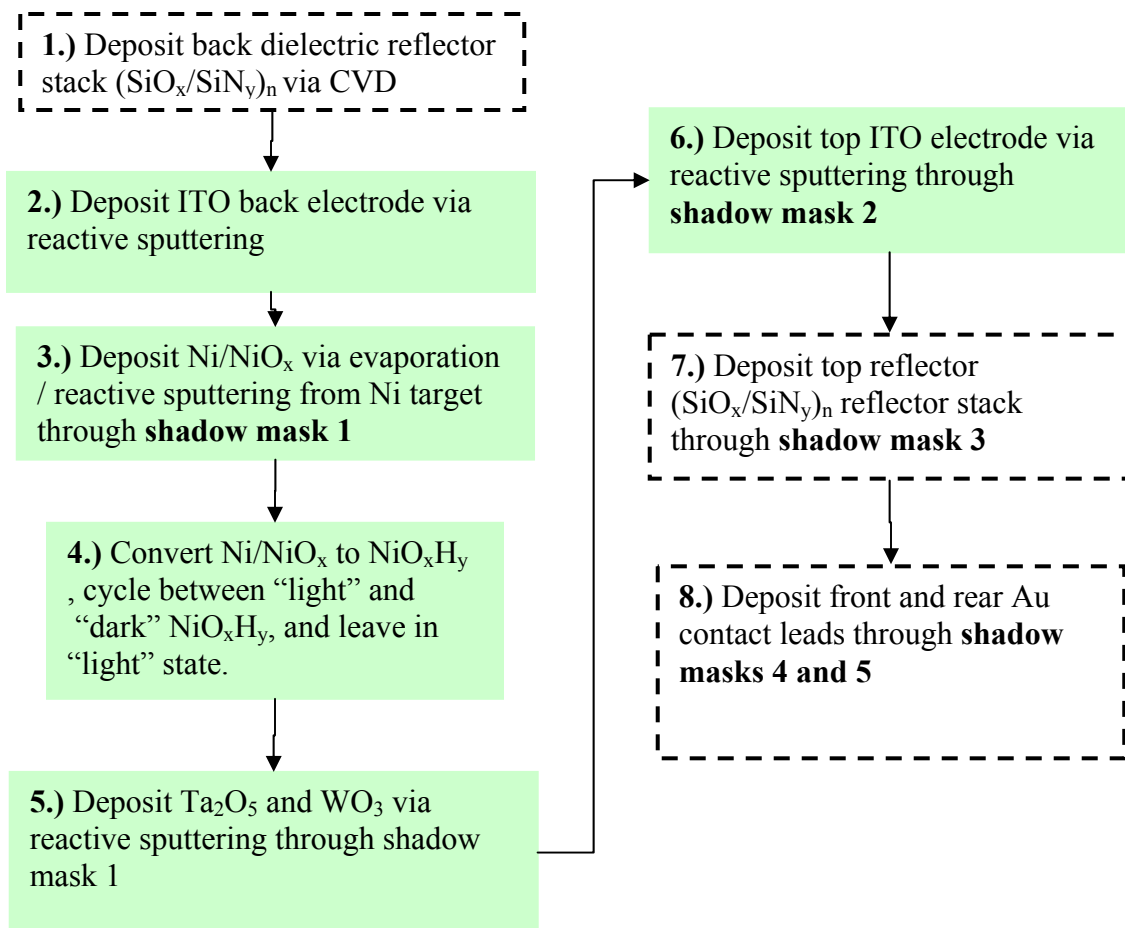 1.) Deposit back dielectric reflector
stack (SiOₓ/SiNᵧ)ₙ via CVD
2.) Deposit ITO back electrode via
reactive sputtering
3.) Deposit Ni/NiOₓ via evaporation
/ reactive sputtering from Ni target
through shadow mask 1
4.) Convert Ni/NiOₓ to NiOₓHᵧ
, cycle between “light” and
“dark” NiOₓHᵧ, and leave in
“light” state.
5.) Deposit Ta₂O₅ and WO₃ via
reactive sputtering through shadow
mask 1
6.) Deposit top ITO electrode via
reactive sputtering through
shadow mask 2
7.) Deposit top reflector
(SiOₓ/SiNᵧ)ₙ reflector stack
through shadow mask 3
8.) Deposit front and rear Au
contact leads through shadow
masks 4 and 5